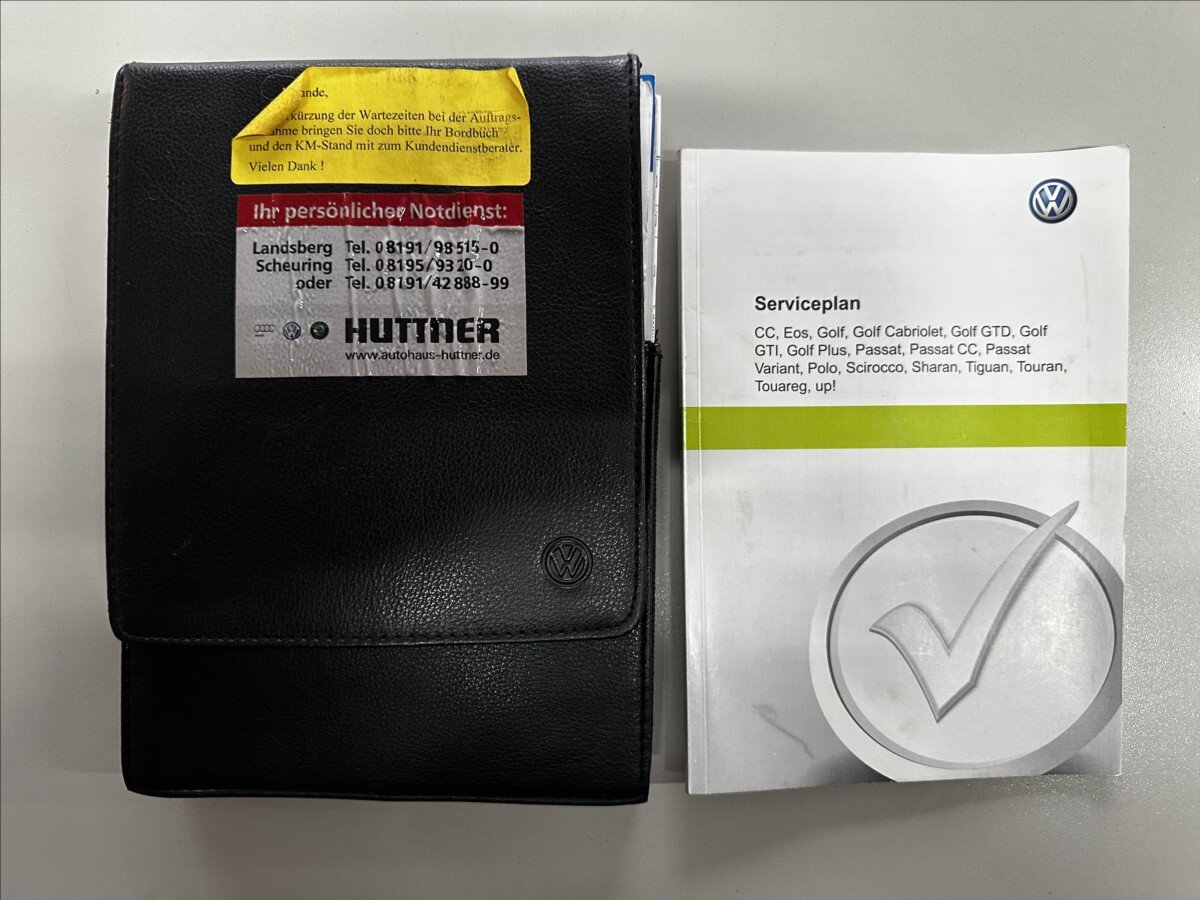 ande,
kürzung der Wartezeiten bei der Auftrags-
ahme bringen Sie doch bitte Ihr Bordbuch
und den KM-Stand mit zum Kundendienstberater.
Vielen Dank !
Ihr persönlicher Notdienst:
Landsberg Tel. 08191/98515-0
Scheuring Tel. 08195/9320-0
oder Tel. 08191/42888-99
HUTTNER
www.autohaus-huttner.de
Serviceplan
CC, Eos, Golf, Golf Cabriolet, Golf GTD, Golf
GTI, Golf Plus, Passat, Passat CC, Passat
Variant, Polo, Scirocco, Sharan, Tiguan, Touran,
Touareg, up!